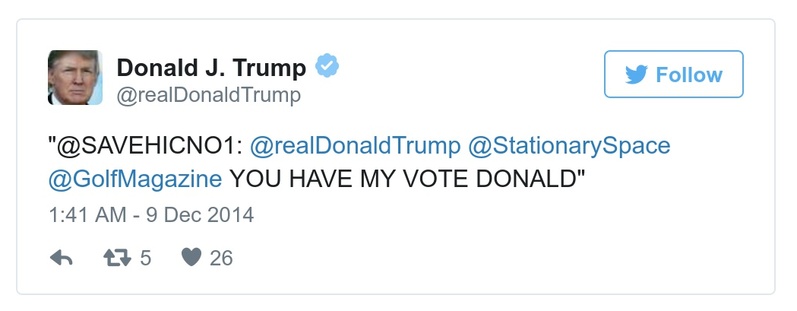 Donald J. Trump
@realDonaldTrump
Follow
"@SAVEHICNO1: @realDonaldTrump @StationarySpace
@GolfMagazine YOU HAVE MY VOTE DONALD"
1:41 AM - 9 Dec 2014
5 26